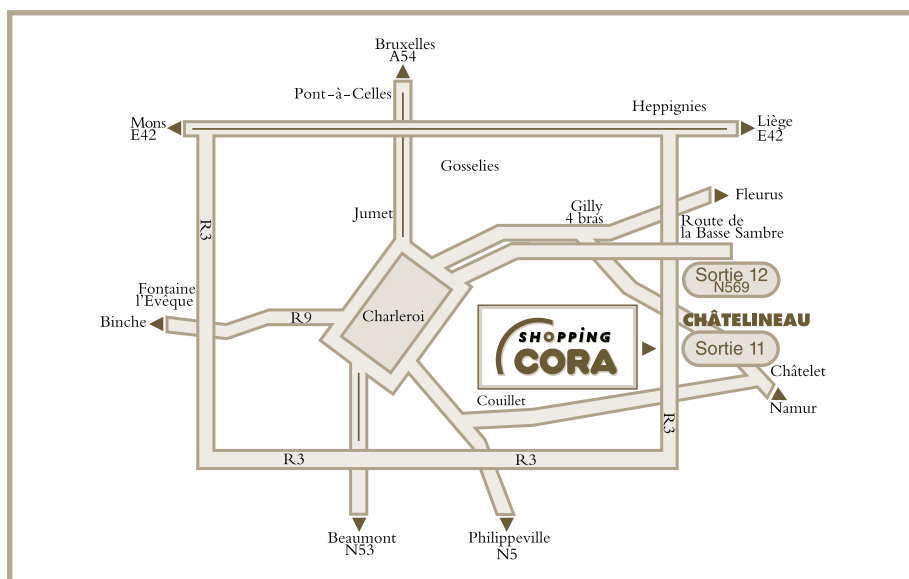 Bruxelles
A54
Pont-à-Celles
Heppignies
Mons
E42
Liège
E42
Gosselies
Fleurus
Gilly
4 bras
Jumet
Route de
la Basse Sambre
R3
Sortie 12
N569
Fontaine
l'Evêque
Binche
R9
Charleroi
CHÂTELINEAU
SHOPPING
CORA
Sortie 11
Châtelet
Couillet
Namur
R3
R3
R3
Beaumont
N53
Philippeville
N5